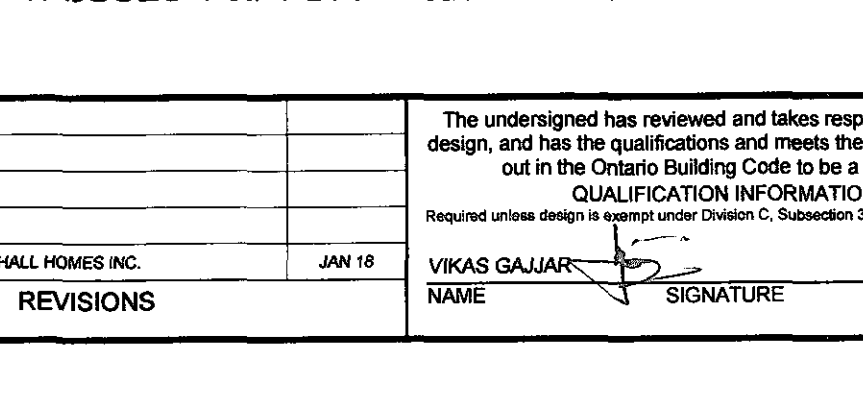 HALL HOMES INC. JAN 18
REVISIONS
The undersigned has reviewed and takes resp
design, and has the qualifications and meets the
out in the Ontario Building Code to be a
QUALIFICATION INFORMATIO
Required unless design is exempt under Division C, Subsection 3
VIKAS GAJJAR
NAME SIGNATURE